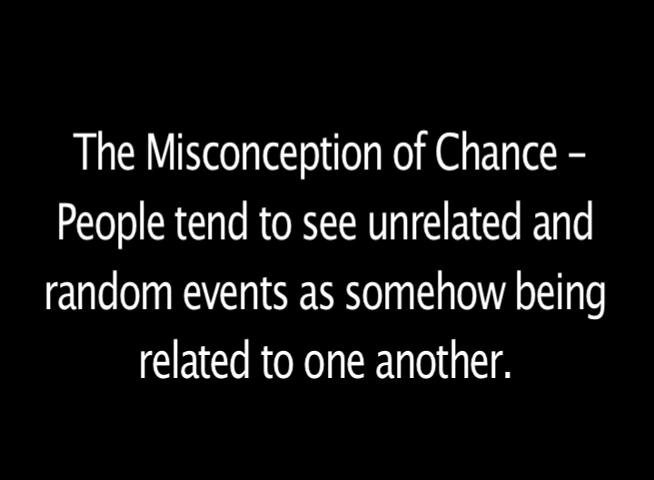 The Misconception of Chance –
People tend to see unrelated and
random events as somehow being
related to one another.